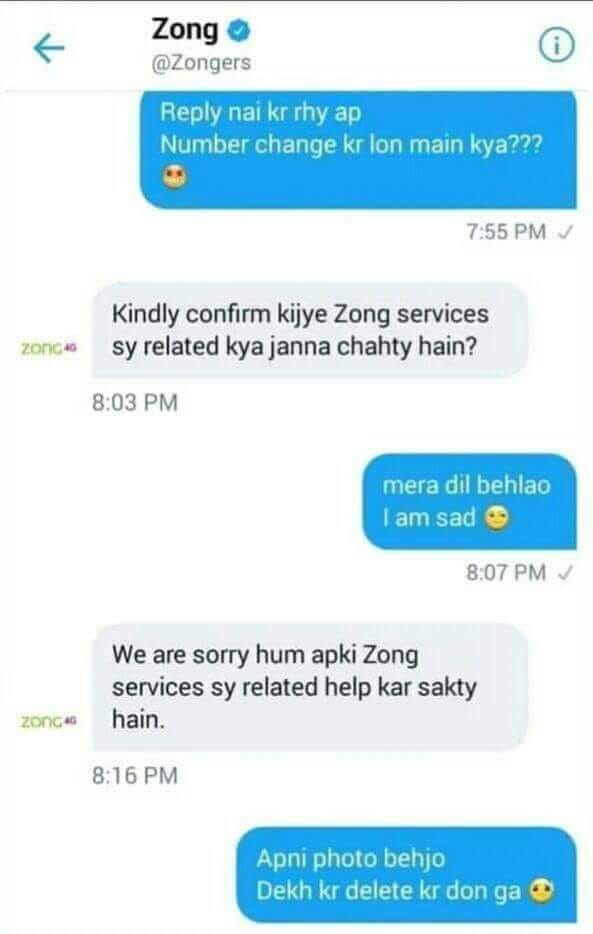 Zong
@Zongers
Reply nai kr rhy ap
Number change kr lon main kya???
7:55 PM
Kindly confirm kijye Zong services
sy related kya janna chahty hain?
zong 4G
8:03 PM
mera dil behlao
I am sad
8:07 PM
We are sorry hum apki Zong
services sy related help kar sakty
hain.
zong 4G
8:16 PM
Apni photo behjo
Dekh kr delete kr don ga